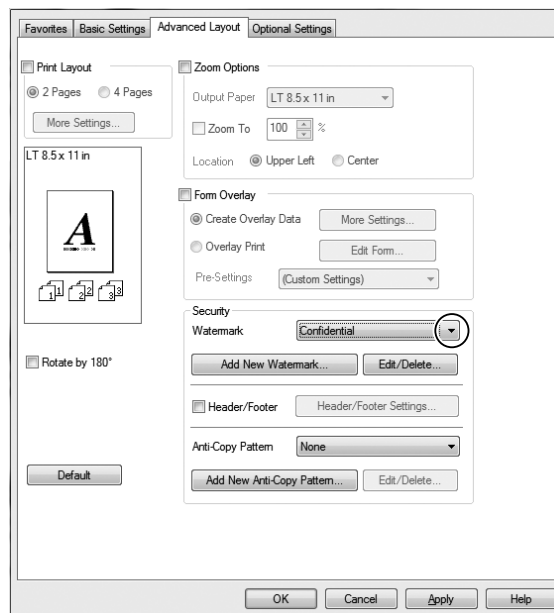 Favorites Basic Settings Advanced Layout Optional Settings
Print Layout
2 Pages 4 Pages
More Settings...
LT 8.5 x 11 in
A
1 1 2 2 3 3
Rotate by 180°
Default
Zoom Options
Output Paper LT 8.5 x 11 in
Zoom To 100 %
Location Upper Left Center
Form Overlay
Create Overlay Data More Settings...
Overlay Print Edit Form...
Pre-Settings (Custom Settings)
Security
Watermark Confidential
Add New Watermark... Edit/Delete...
Header/Footer Header/Footer Settings...
Anti-Copy Pattern None
Add New Anti-Copy Pattern... Edit/Delete...
OK Cancel Apply Help